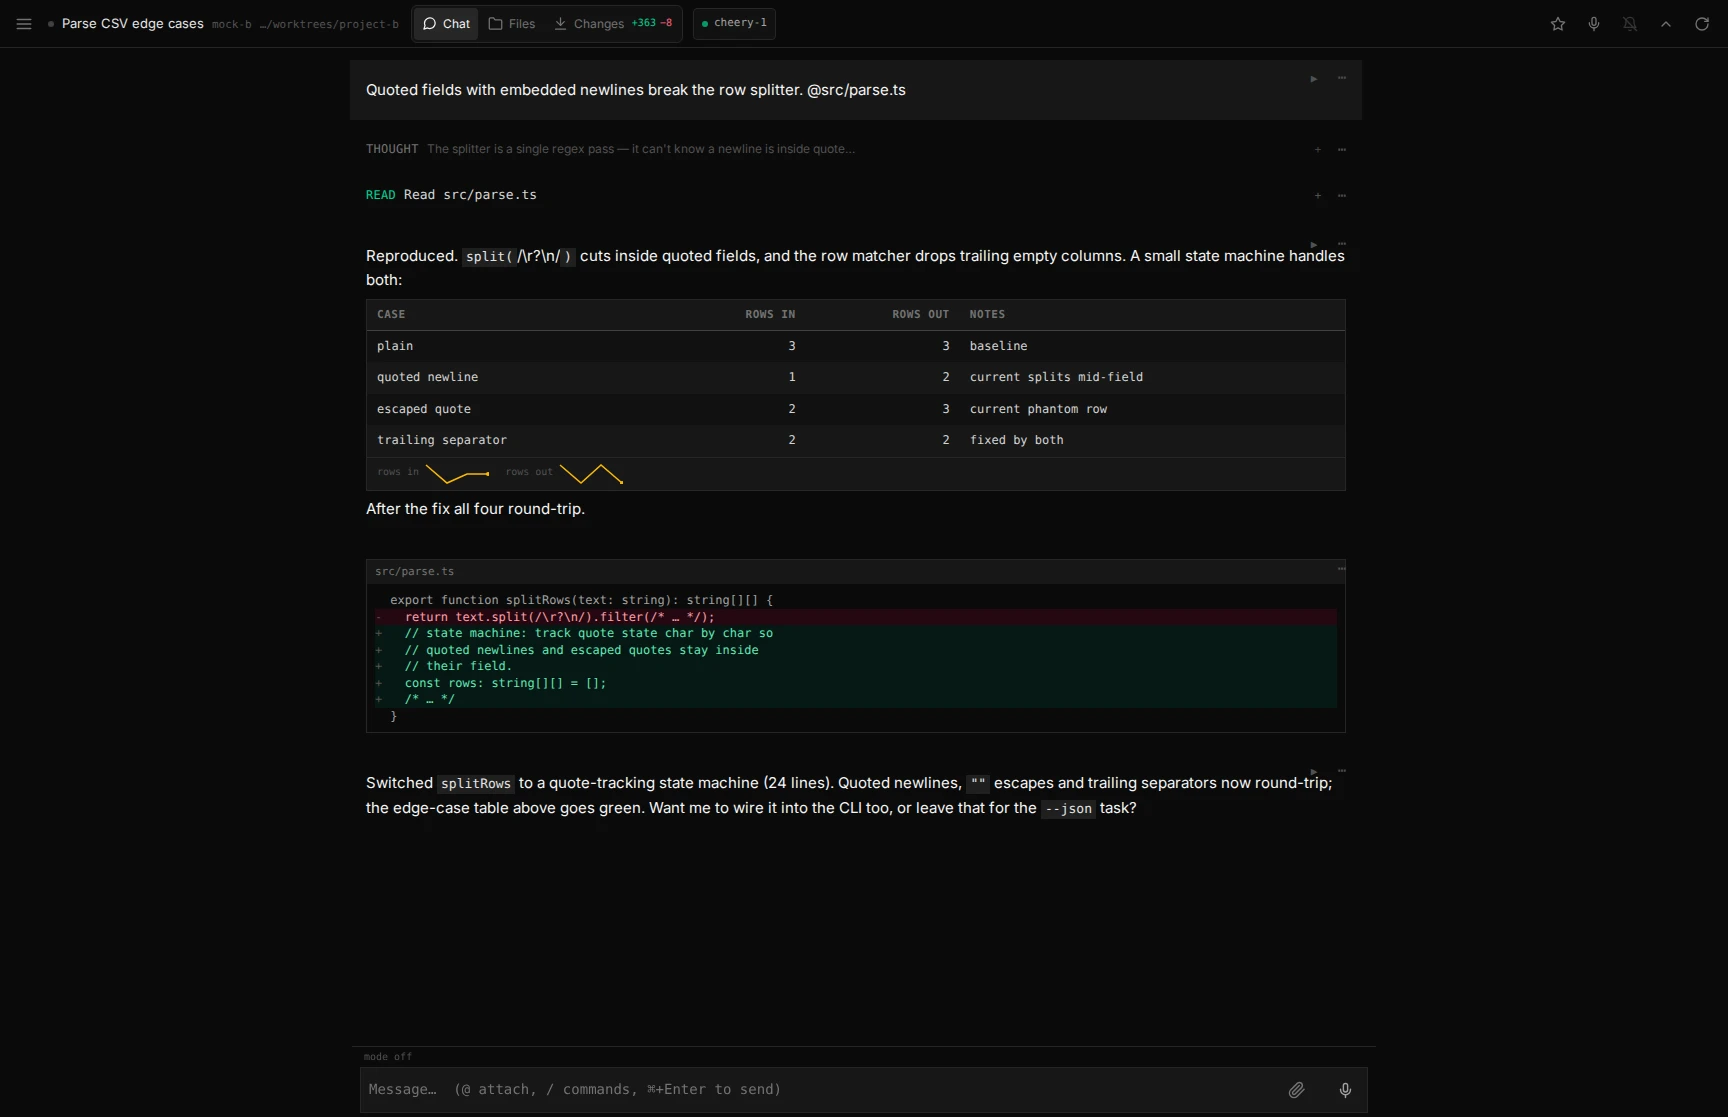 Parse CSV edge cases mock-b …/worktrees/project-b Chat Files Changes +363 −8 cheery-1
Quoted fields with embedded newlines break the row splitter. @src/parse.ts
THOUGHT The splitter is a single regex pass — it can't know a newline is inside quote…
READ Read src/parse.ts
Reproduced. split(/\r?\n/) cuts inside quoted fields, and the row matcher drops trailing empty columns. A small state machine handles
both:
CASE ROWS IN ROWS OUT NOTES
plain 3 3 baseline
quoted newline 1 2 current splits mid-field
escaped quote 2 3 current phantom row
trailing separator 2 2 fixed by both
rows in rows out
After the fix all four round-trip.
src/parse.ts
export function splitRows(text: string): string[][] {
- return text.split(/\r?\n/).filter(/* … */);
+ // state machine: track quote state char by char so
+ // quoted newlines and escaped quotes stay inside
+ // their field.
+ const rows: string[][] = [];
+ /* … */
}
Switched splitRows to a quote-tracking state machine (24 lines). Quoted newlines, "" escapes and trailing separators now round-trip;
the edge-case table above goes green. Want me to wire it into the CLI too, or leave that for the --json task?
mode off
Message… (@ attach, / commands, ⌘+Enter to send)